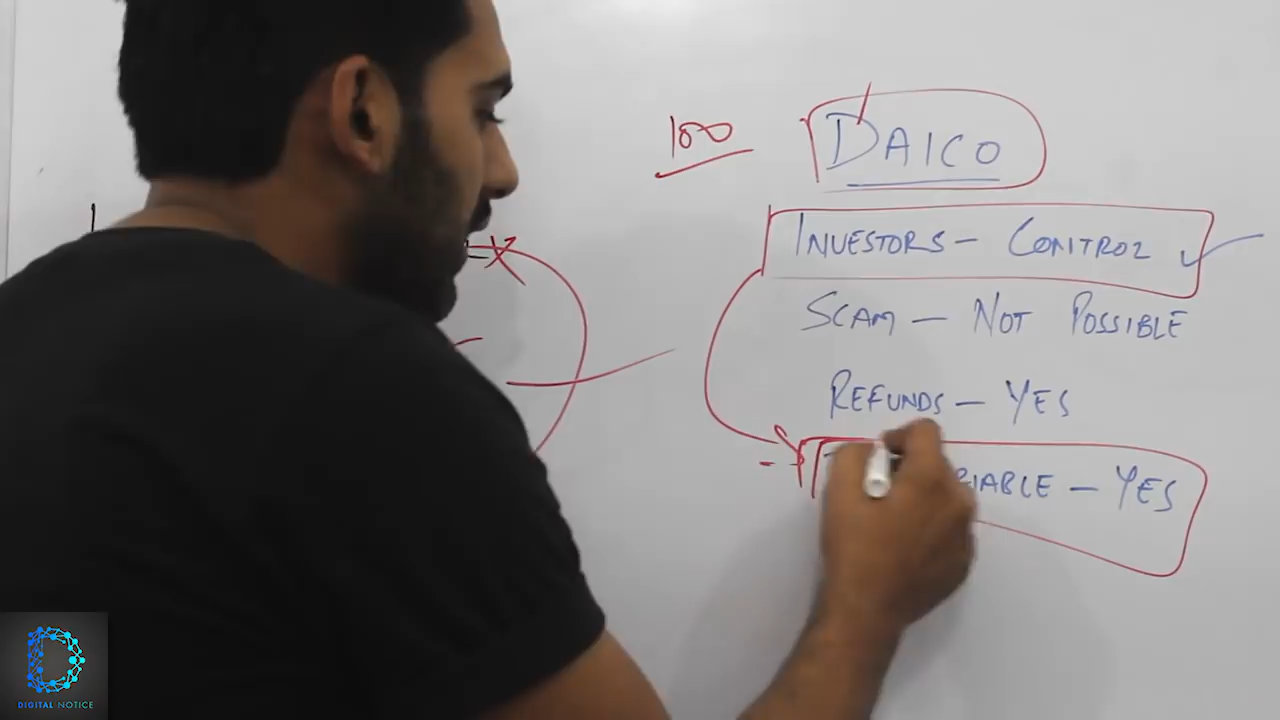 100
DAICO
INVESTORS – CONTROL
SCAM – NOT POSSIBLE
REFUNDS – YES
– YES
DIGITAL NOTICE